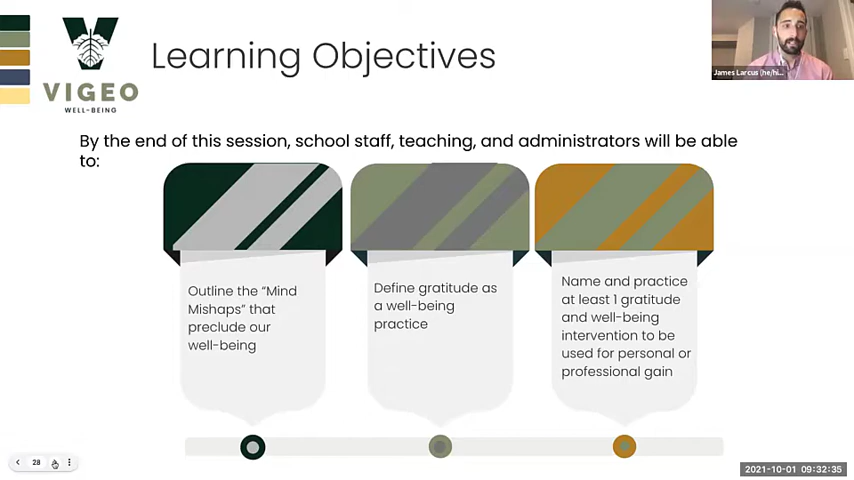 VIGEO
WELL-BEING
Learning Objectives
James Larcus (he/hi...
By the end of this session, school staff, teaching, and administrators will be able
to:
Outline the “Mind
Mishaps” that
preclude our
well-being
Define gratitude as
a well-being
practice
Name and practice
at least 1 gratitude
and well-being
intervention to be
used for personal or
professional gain
28
2021-10-01 09:32:35